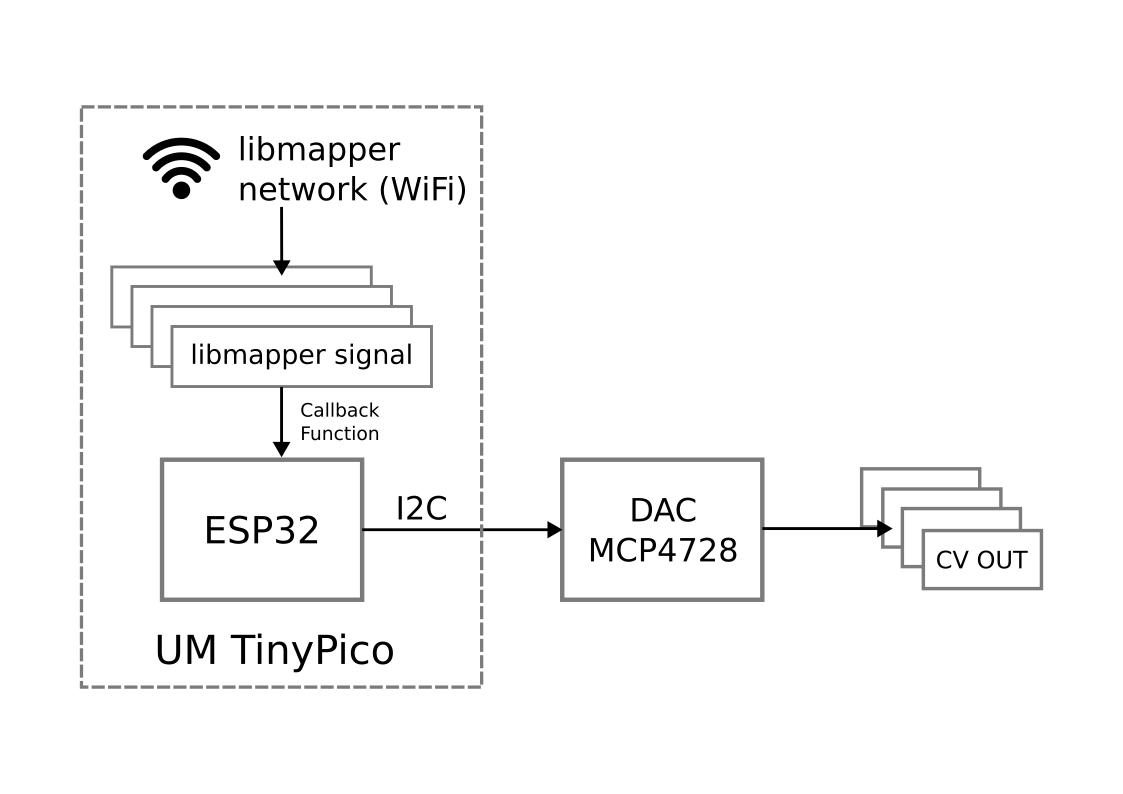 libmapper
network (WiFi)
libmapper signal
Callback
Function
ESP32
I2C
DAC
MCP4728
CV OUT
UM TinyPico